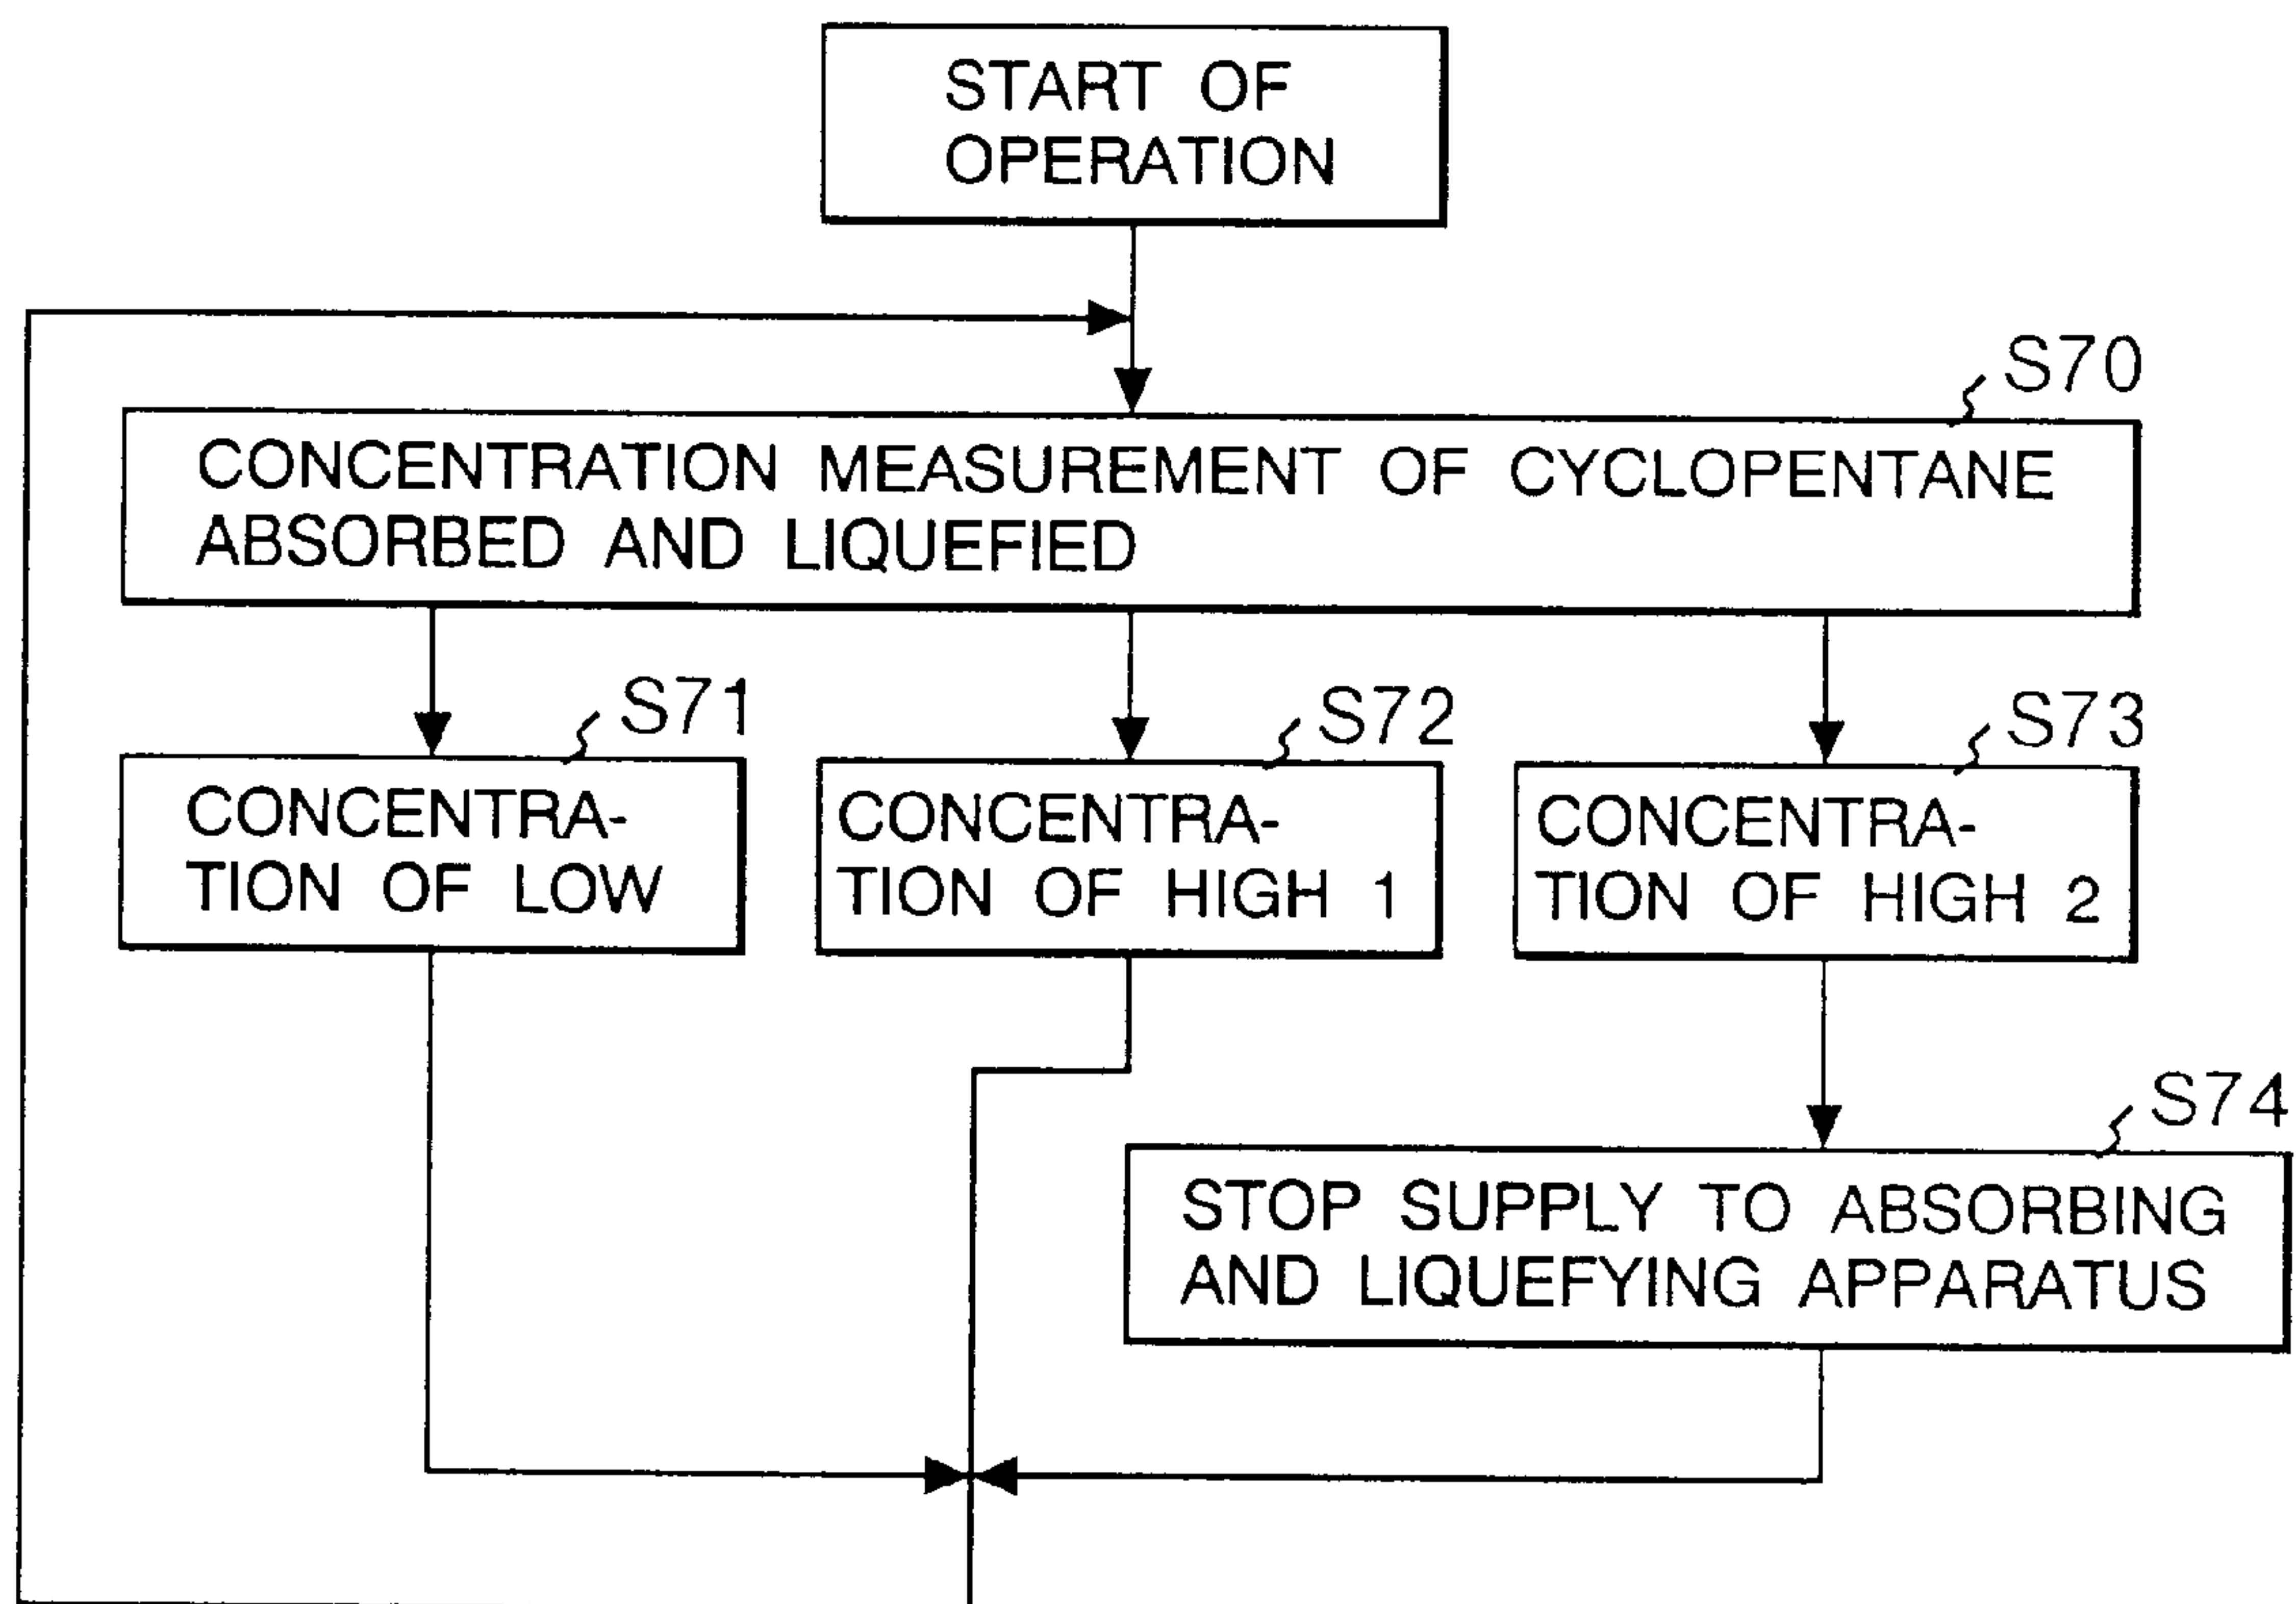 START OF
OPERATION
S70
CONCENTRATION MEASUREMENT OF CYCLOPENTANE
ABSORBED AND LIQUEFIED
S71
CONCENTRA-
TION OF LOW
S72
CONCENTRA-
TION OF HIGH 1
S73
CONCENTRA-
TION OF HIGH 2
S74
STOP SUPPLY TO ABSORBING
AND LIQUEFYING APPARATUS